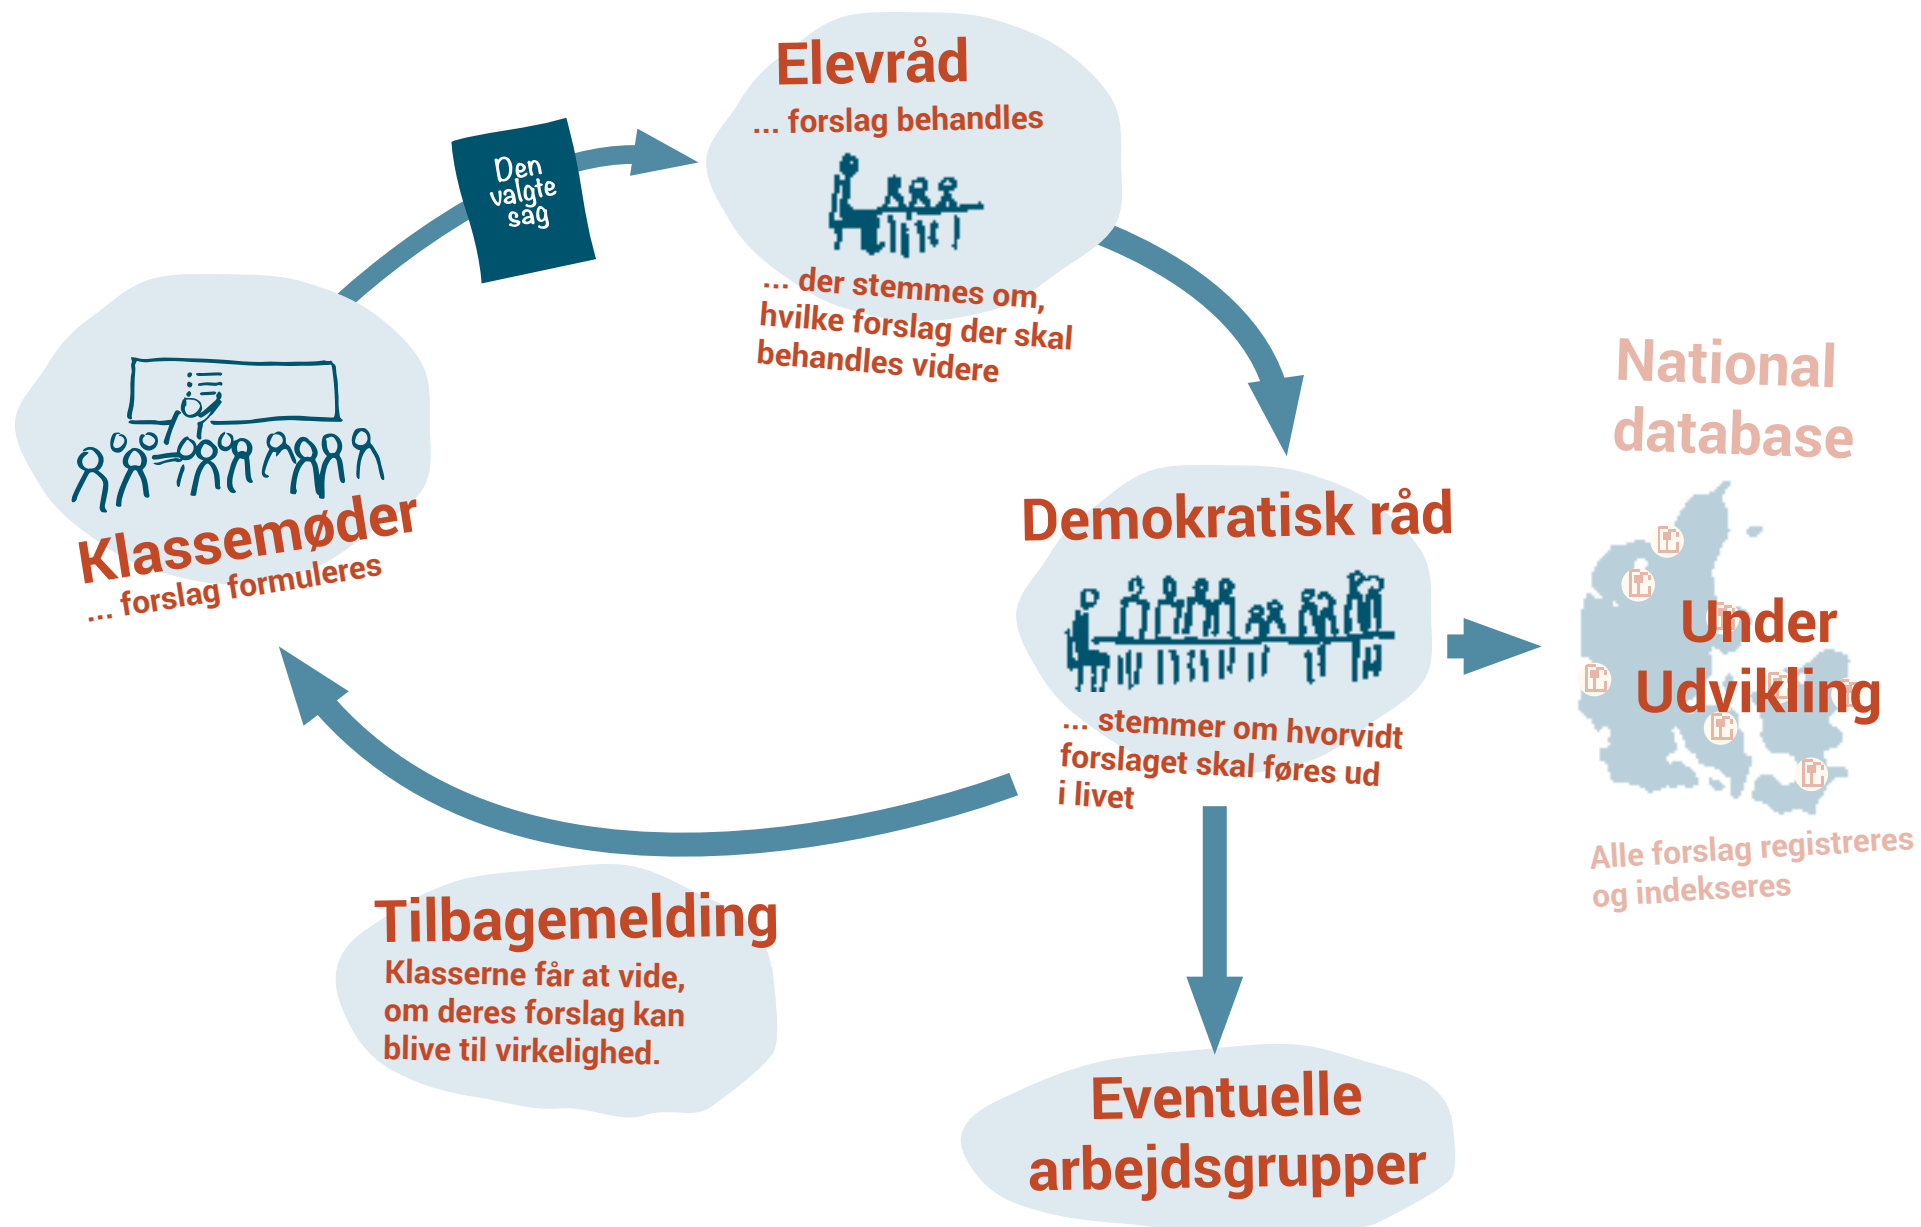 Elevråd
... forslag behandles
... der stemmes om,
hvilke forslag der skal
behandles videre
Den
valgte
sag
Klassemøder
... forslag formuleres
Demokratisk råd
... stemmer om hvorvidt
forslaget skal føres ud
i livet
National
database
Under
Udvikling
Alle forslag registreres
og indekseres
Tilbagemelding
Klasserne får at vide,
om deres forslag kan
blive til virkelighed.
Eventuelle
arbejdsgrupper